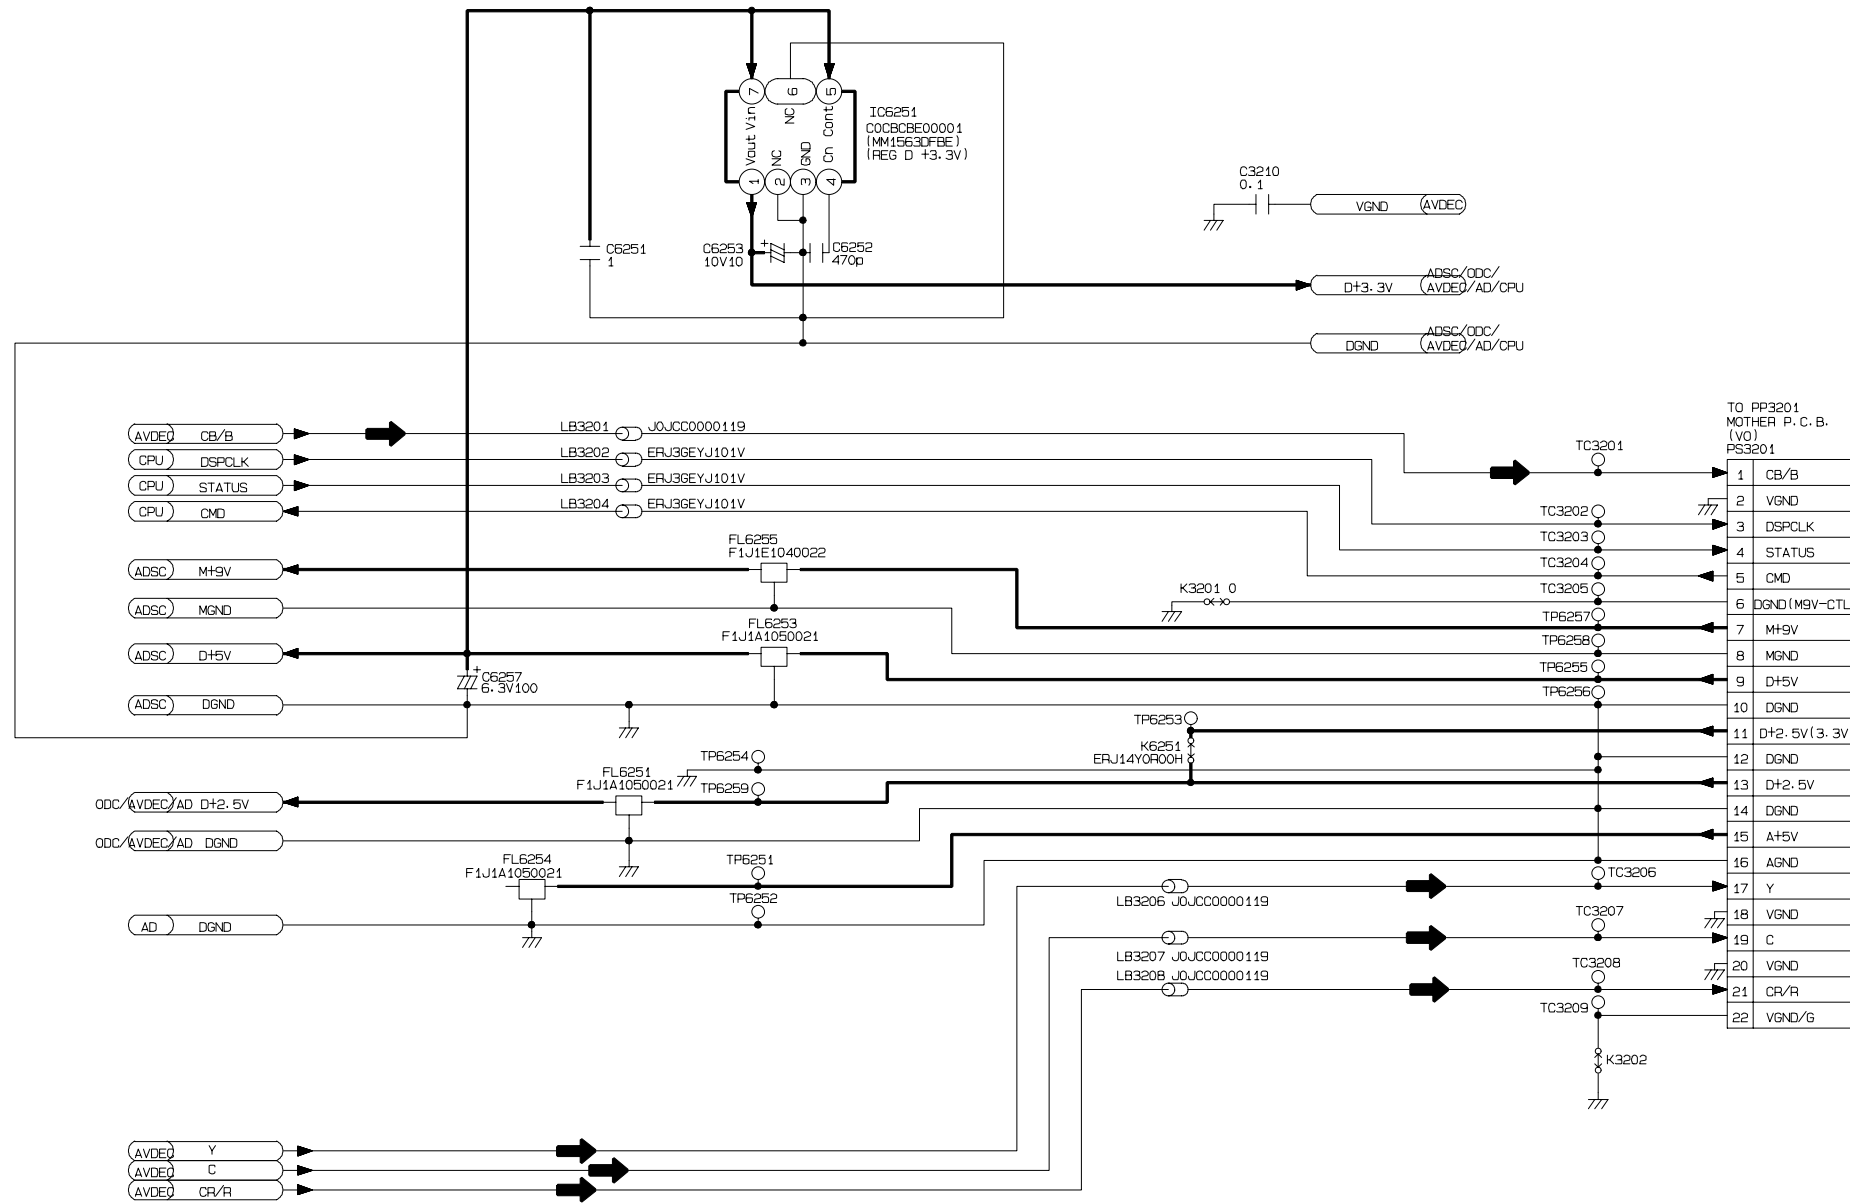 7
6
5
Vin
NC
Cont
Vout
NC
GND
Cn
1
2
3
4
IC6251
C0CBCBE00001
(MM1563DFBE)
(REG D +3.3V)
C3210
0.1
VGND
AVDEC
C6251
1
C6253
10V10
+
C6252
470p
D+3.3V
ADSC/ODC/
AVDEC/AD/CPU
DGND
ADSC/ODC/
AVDEC/AD/CPU
TO PP3201
MOTHER P.C.B.
(VO)
PS3201
AVDEC CB/B
LB3201 J0JCC0000119
TC3201
1 CB/B
CPU DSPCLK
LB3202 ERJ3GEYJ101V
CPU STATUS
LB3203 ERJ3GEYJ101V
2 VGND
CPU CMD
LB3204 ERJ3GEYJ101V
TC3202
3 DSPCLK
TC3203
4 STATUS
FL6255
F1J1E1040022
ADSC M+9V
TC3204
5 CMD
K3201 0
TC3205
6 DGND(M9V-CTL
ADSC MGND
TP6257
7 M+9V
FL6253
F1J1A1050021
TP6258
8 MGND
ADSC D+5V
TP6255
9 D+5V
+
C6257
6.3V100
TP6256
10 DGND
ADSC DGND
TP6253
11 D+2.5V(3.3V
K6251
ERJ14Y0R00H
TP6254
12 DGND
FL6251
F1J1A1050021
TP6259
13 D+2.5V
ODC/AVDEC/AD D+2.5V
14 DGND
ODC/AVDEC/AD DGND
15 A+5V
FL6254
F1J1A1050021
TP6251
16 AGND
TC3206
17 Y
LB3206 J0JCC0000119
TP6252
AD DGND
TC3207
18 VGND
19 C
LB3207 J0JCC0000119
LB3208 J0JCC0000119
TC3208
20 VGND
21 CR/R
TC3209
22 VGND/G
K3202
AVDEC Y
AVDEC C
AVDEC CR/R